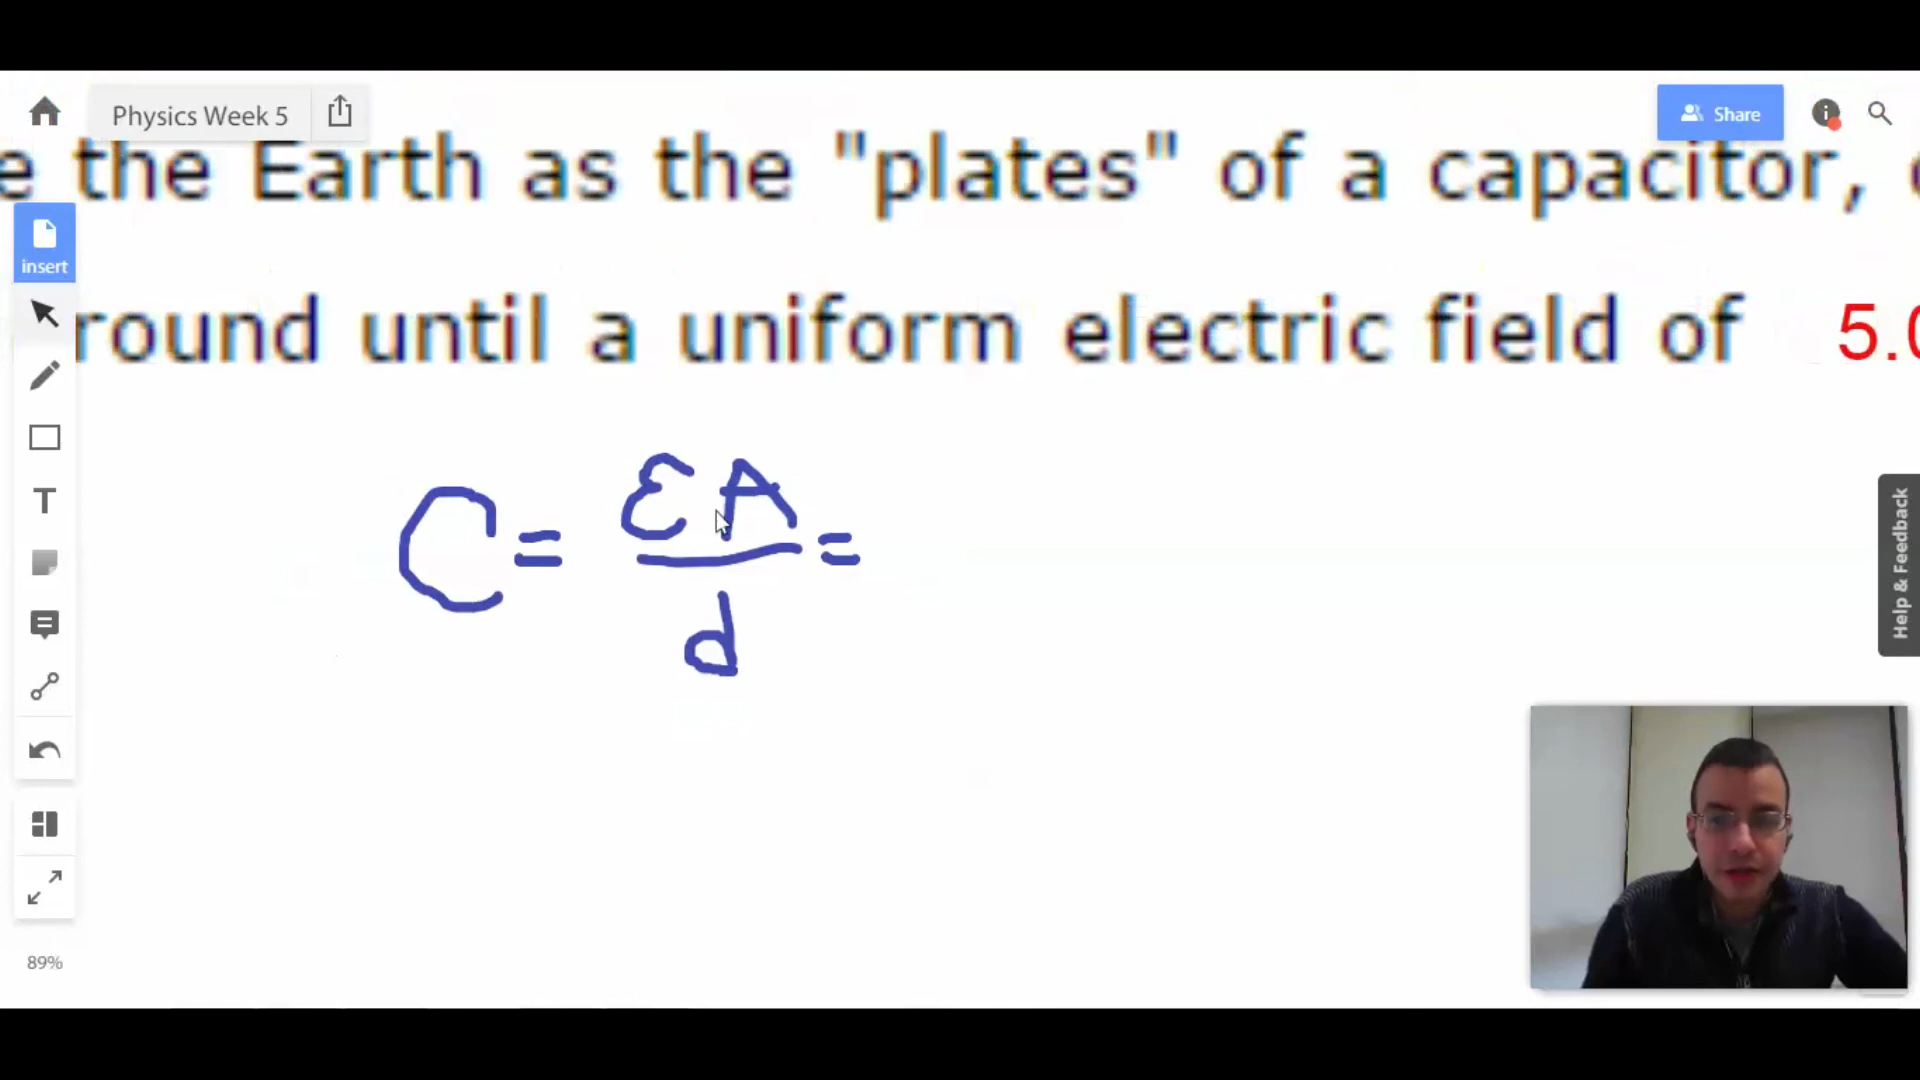 Physics Week 5
Share
e the Earth as the "plates" of a capacitor,
insert
round until a uniform electric field of 5.0
C = εA/d =
T
Help & Feedback
89%